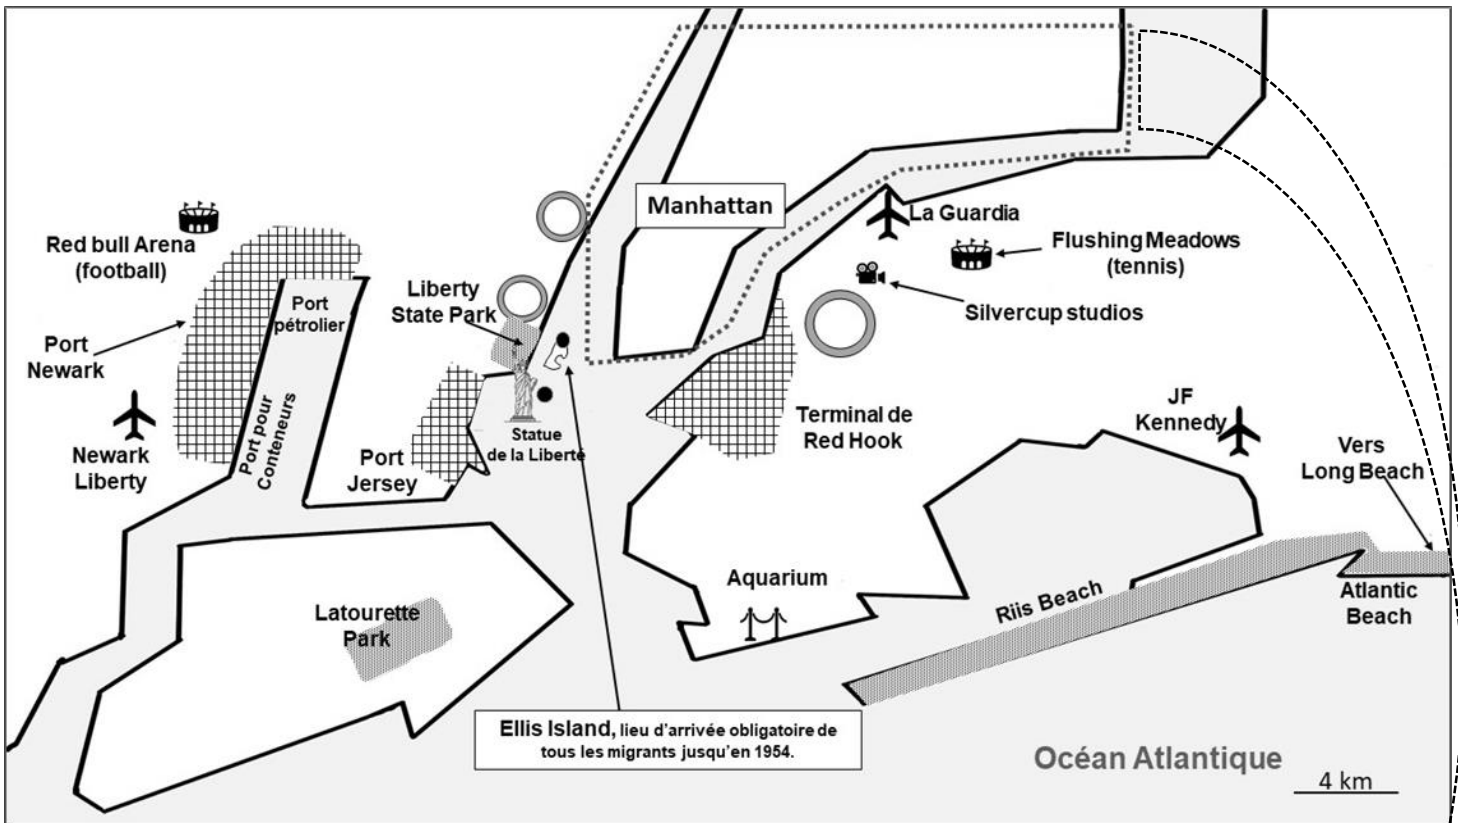 Manhattan
La Guardia
Red bull Arena
(football)
Flushing Meadows
(tennis)
Liberty
State Park
Port
pétrolier
Silvercup studios
Port
Newark
JF
Kennedy
Terminal de
Red Hook
Port pour
Conteneurs
Statue
de la Liberté
Newark
Liberty
Port
Jersey
Vers
Long Beach
Aquarium
Riis Beach
Atlantic
Beach
Latourette
Park
Ellis Island, lieu d'arrivée obligatoire de
tous les migrants jusqu'en 1954.
Océan Atlantique
4 km